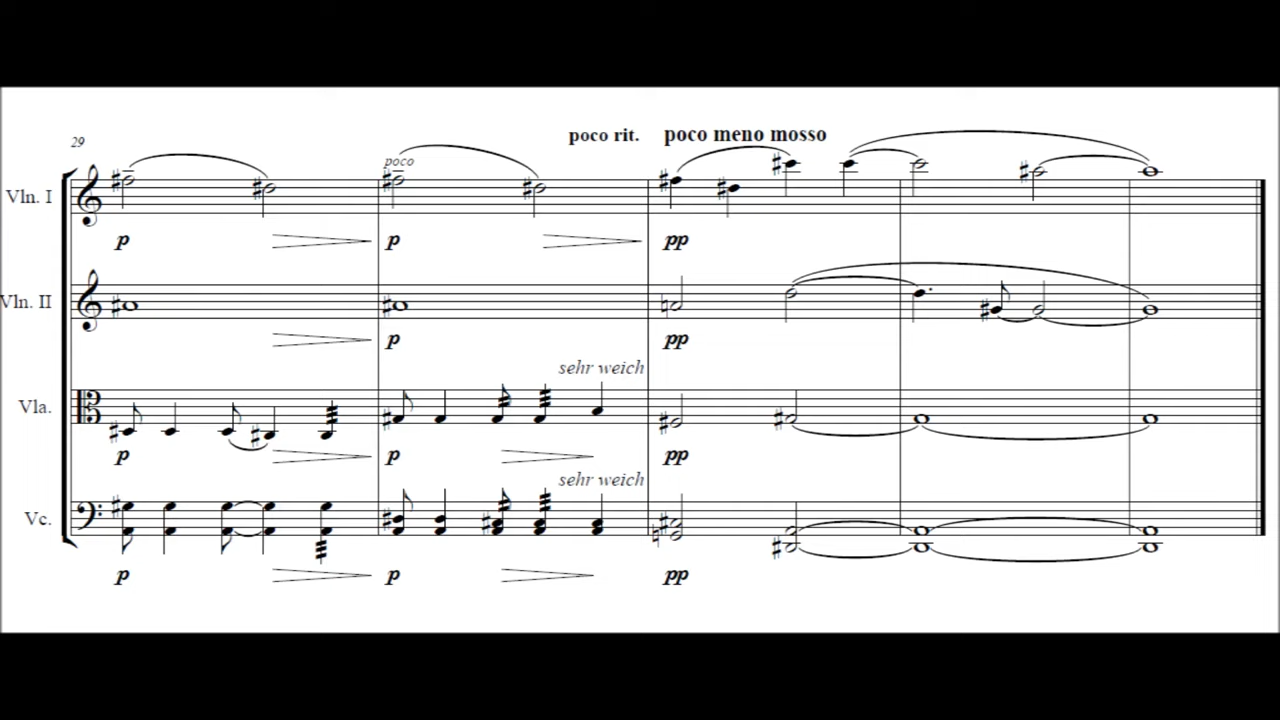 poco rit. poco meno mosso
29
poco
Vln. I
p p pp
Vln. II
p pp
sehr weich
Vla.
p p pp
sehr weich
Vc.
p p pp